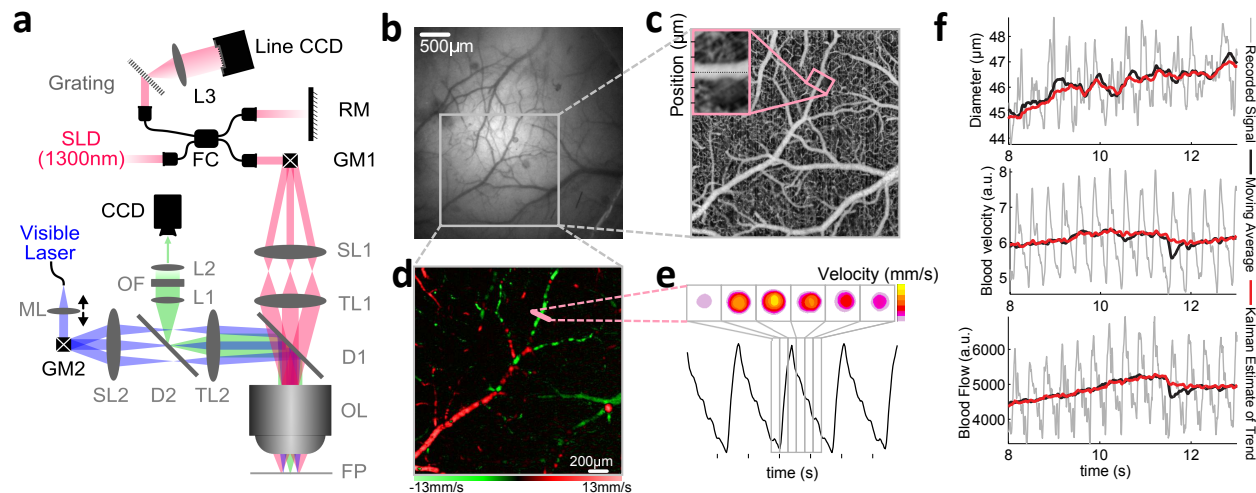 a
Line CCD
Grating
L3
RM
SLD
(1300nm)
FC
GM1
CCD
Visible
Laser
L2
OF
L1
ML
SL1
TL1
GM2
SL2
D2
TL2
D1
OL
FP
b
500μm
c
Position (μm)
d
200μm
-13mm/s
13mm/s
e
Velocity (mm/s)
time (s)
f
Diameter (μm)
48
47
46
45
44
8
10
12
Blood velocity (a.u.)
8
7
6
5
8
10
12
Blood Flow (a.u.)
6000
5000
4000
8
10
12
time (s)
Recorded Signal
Moving Average
Kalman Estimate of Trend